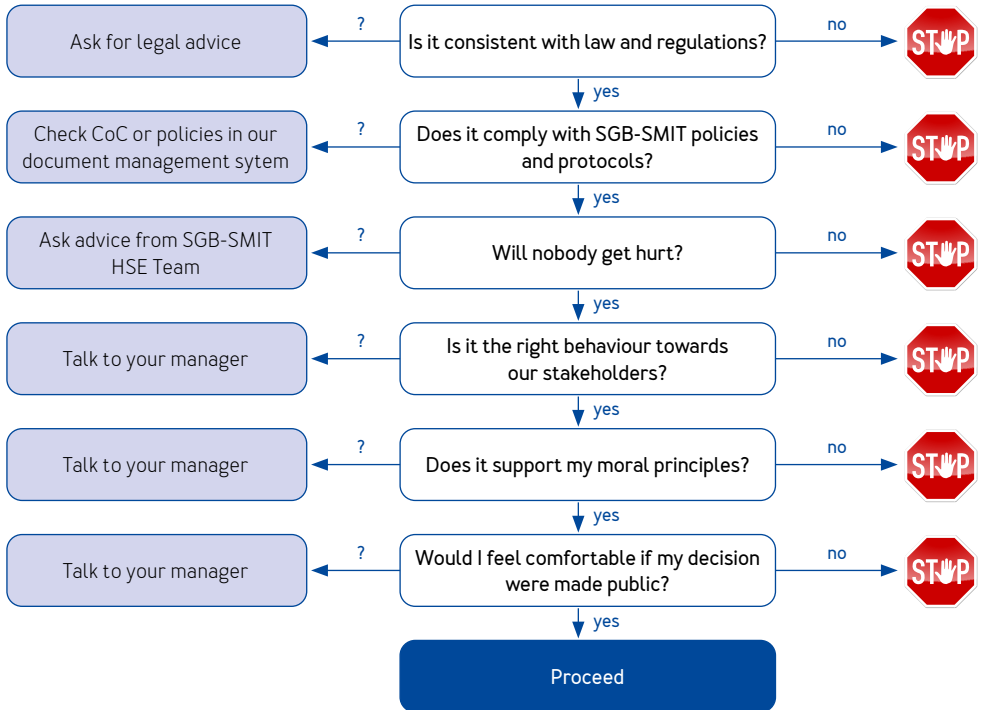 Ask for legal advice
?
Is it consistent with law and regulations?
no
STOP
yes
Check CoC or policies in our
document management sytem
?
Does it comply with SGB-SMIT policies
and protocols?
no
STOP
yes
Ask advice from SGB-SMIT
HSE Team
?
Will nobody get hurt?
no
STOP
yes
Talk to your manager
?
Is it the right behaviour towards
our stakeholders?
no
STOP
yes
Talk to your manager
?
Does it support my moral principles?
no
STOP
yes
Talk to your manager
?
Would I feel comfortable if my decision
were made public?
no
STOP
yes
Proceed